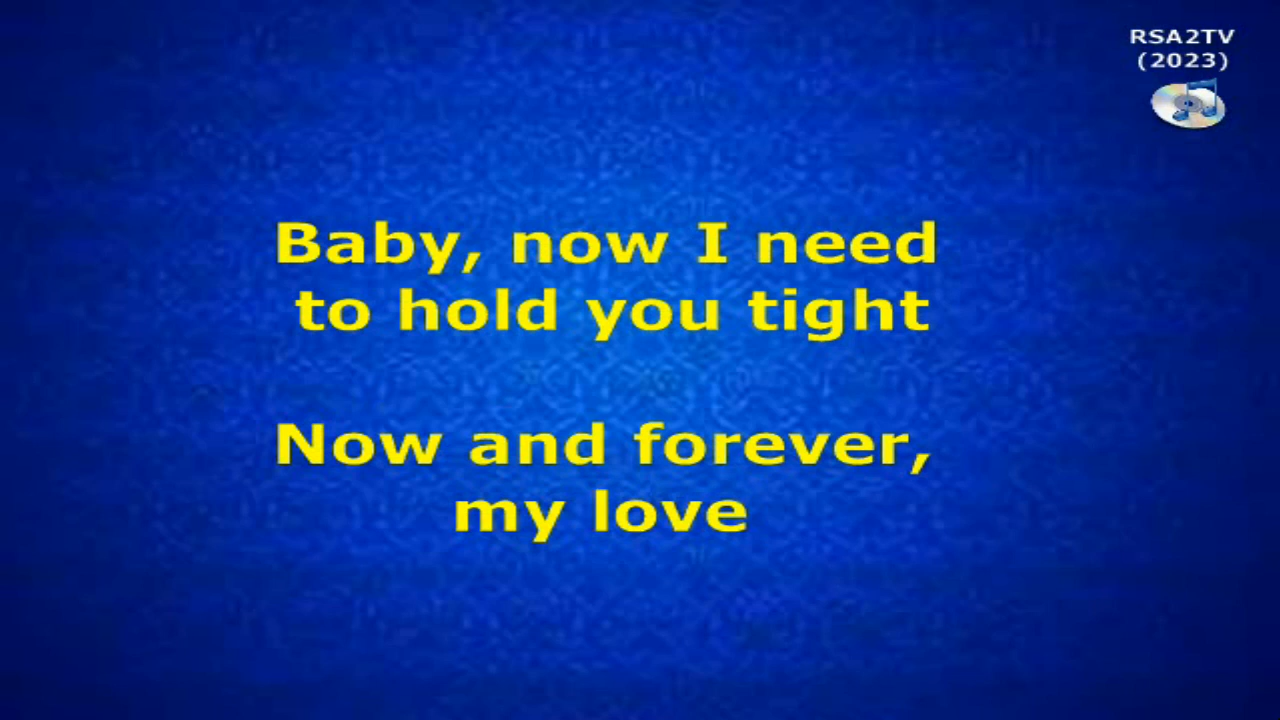 RSA2TV
(2023)
Baby, now I need
to hold you tight
Now and forever,
my love